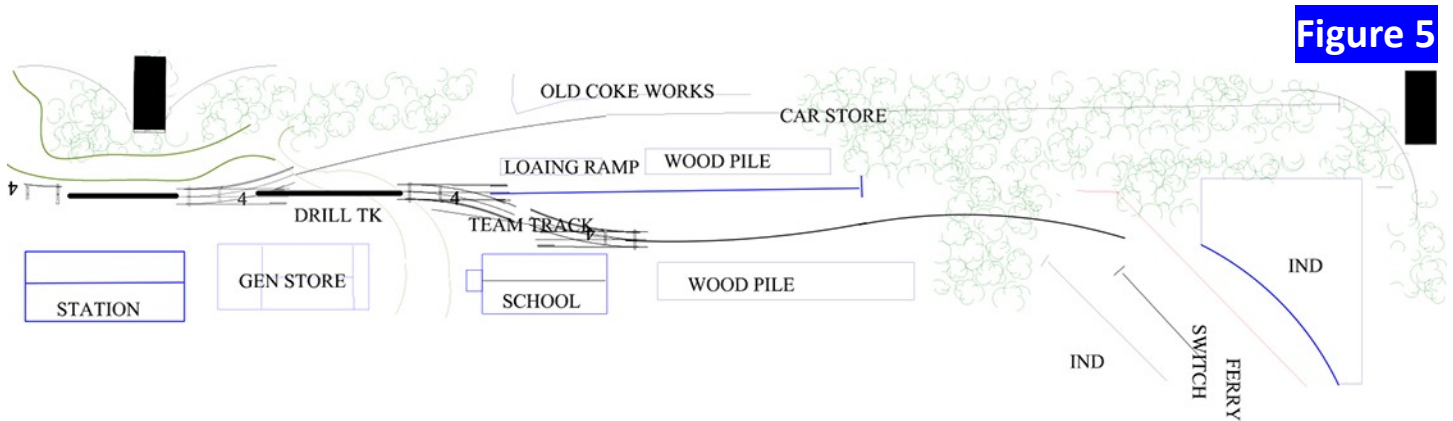 Figure 5
OLD COKE WORKS
CAR STORE
LOAING RAMP
WOOD PILE
4
4
4
DRILL TK
TEAM TRACK
4
STATION
GEN STORE
SCHOOL
WOOD PILE
IND
IND
SWITCH
FERRY